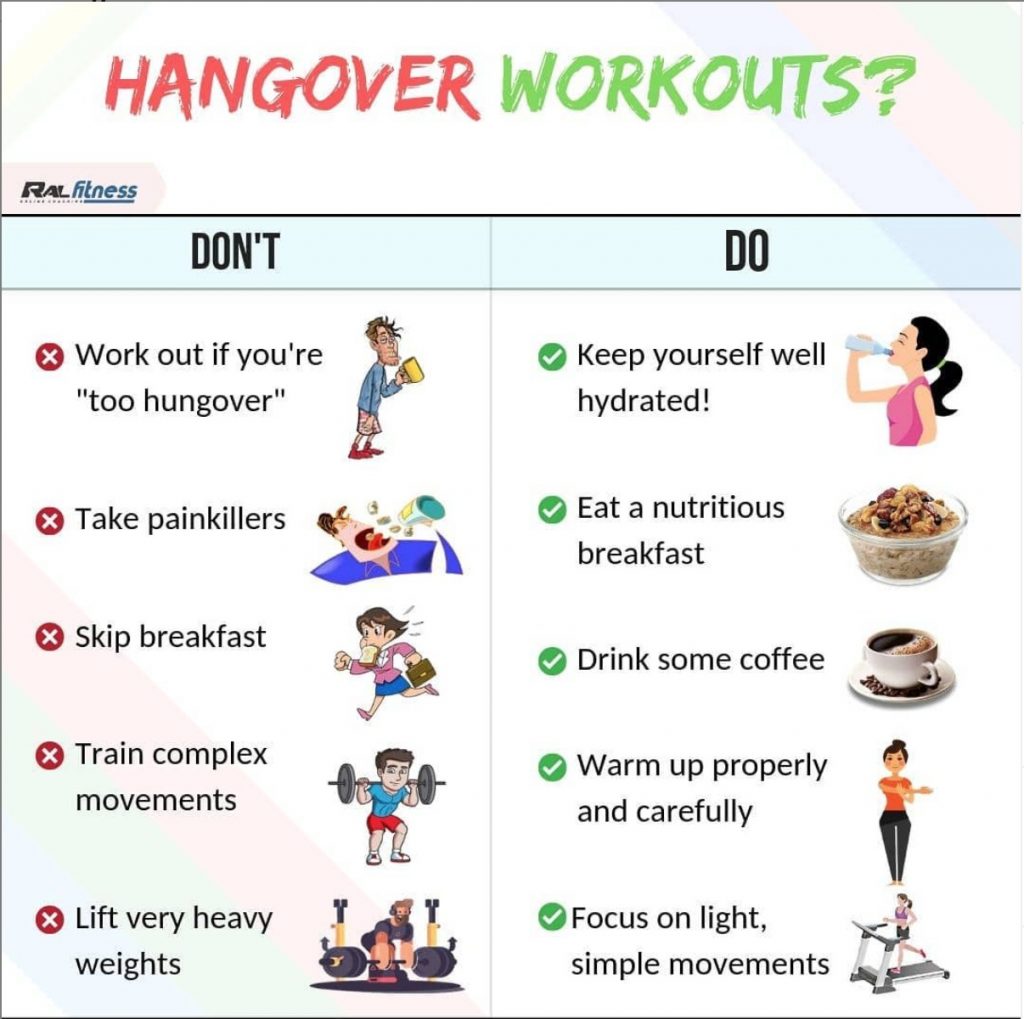 HANGOVER WORKOUTS?
RAL fitness
ONLINE COACHING
DON'T
DO
Work out if you're
"too hungover"
Take painkillers
Skip breakfast
Train complex
movements
Lift very heavy
weights
Keep yourself well
hydrated!
Eat a nutritious
breakfast
Drink some coffee
Warm up properly
and carefully
Focus on light,
simple movements